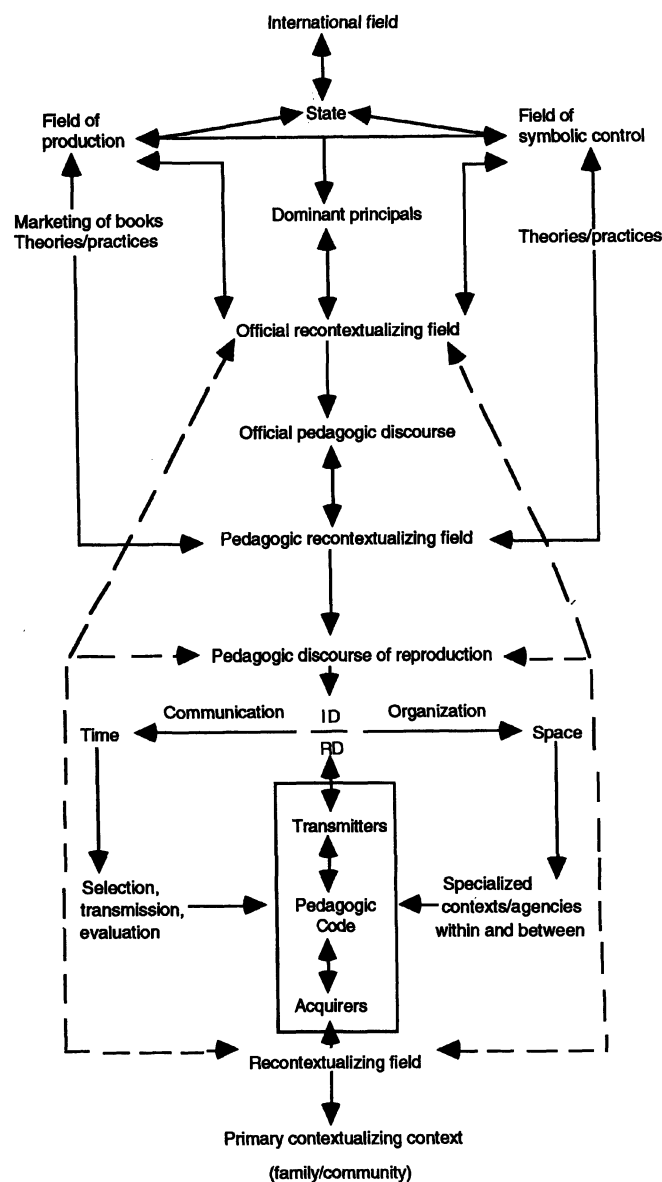 International field
State
Field of
production
Field of
symbolic control
Dominant principals
Marketing of books
Theories/practices
Theories/practices
Official recontextualizing field
Official pedagogic discourse
Pedagogic recontextualizing field
Pedagogic discourse of reproduction
Communication
ID
Organization
Time
Space
RD
Transmitters
Selection,
transmission,
evaluation
Pedagogic
Code
Specialized
contexts/agencies
within and between
Acquirers
Recontextualizing field
Primary contextualizing context
(family/community)